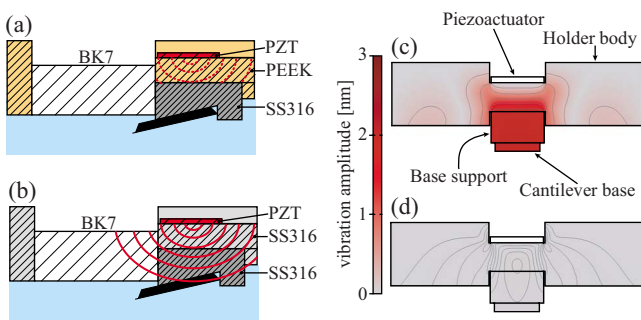 (a)
BK7
PZT
PEEK
SS316
(b)
BK7
PZT
SS316
SS316
vibration amplitude [nm]
3
2
1
0
(c)
Piezoactuator
Holder body
Base support
Cantilever base
(d)